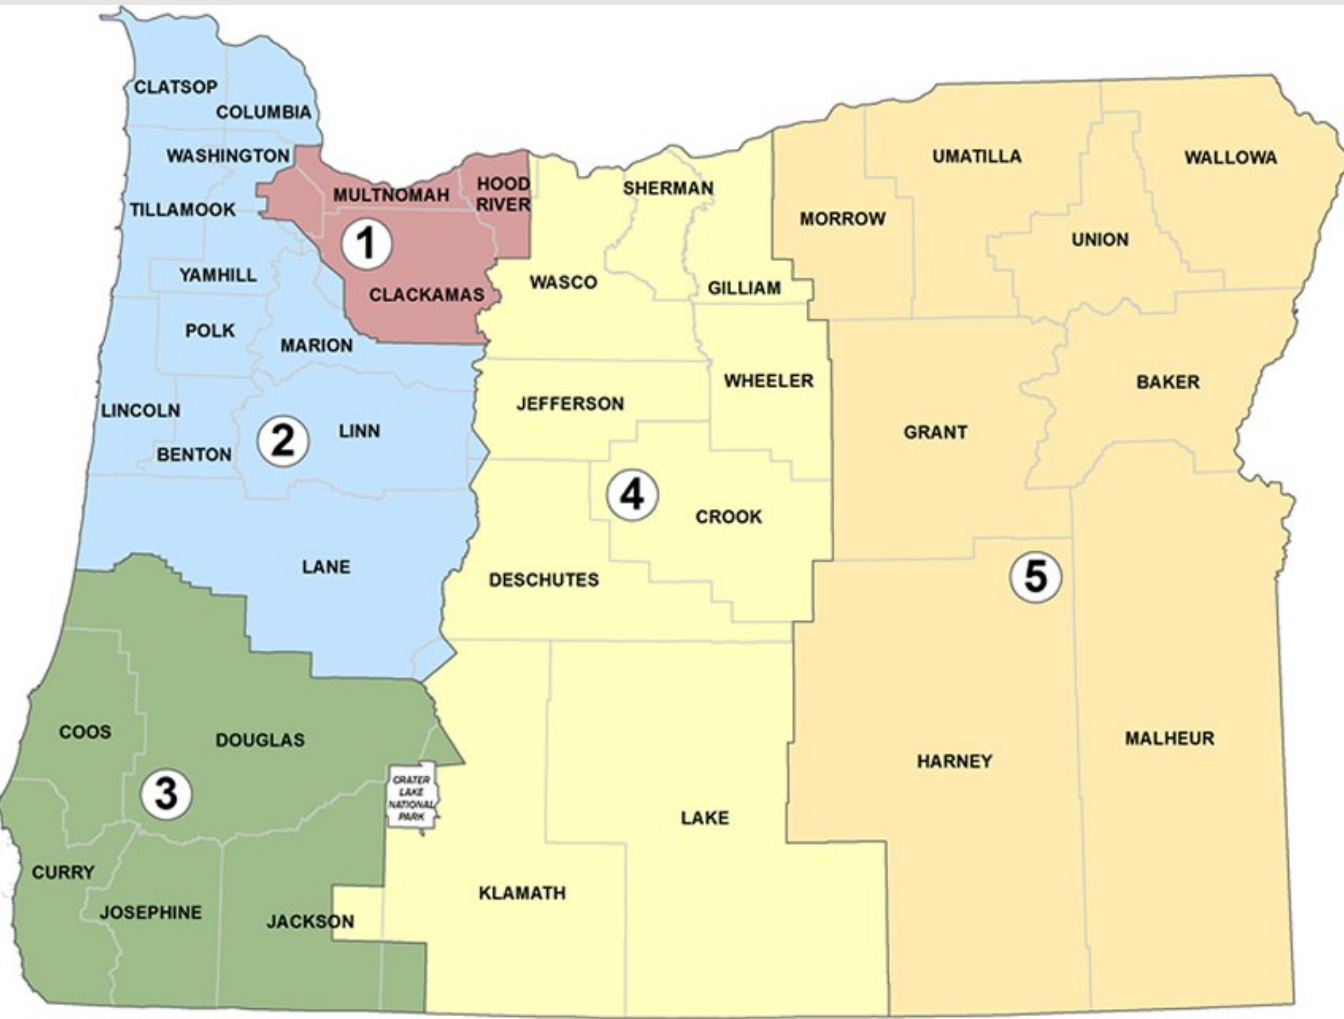 CLATSOP
COLUMBIA
WASHINGTON
TILLAMOOK
MULTNOMAH
HOOD
RIVER
1
CLACKAMAS
YAMHILL
POLK
MARION
LINCOLN
BENTON
2
LINN
LANE
SHERMAN
WASCO
GILLIAM
WHEELER
JEFFERSON
4
CROOK
DESCHUTES
MORROW
UMATILLA
UNION
WALLOWA
BAKER
GRANT
5
HARNEY
MALHEUR
COOS
DOUGLAS
3
CRATER
LAKE
NATIONAL
PARK
CURRY
JOSEPHINE
JACKSON
KLAMATH
LAKE